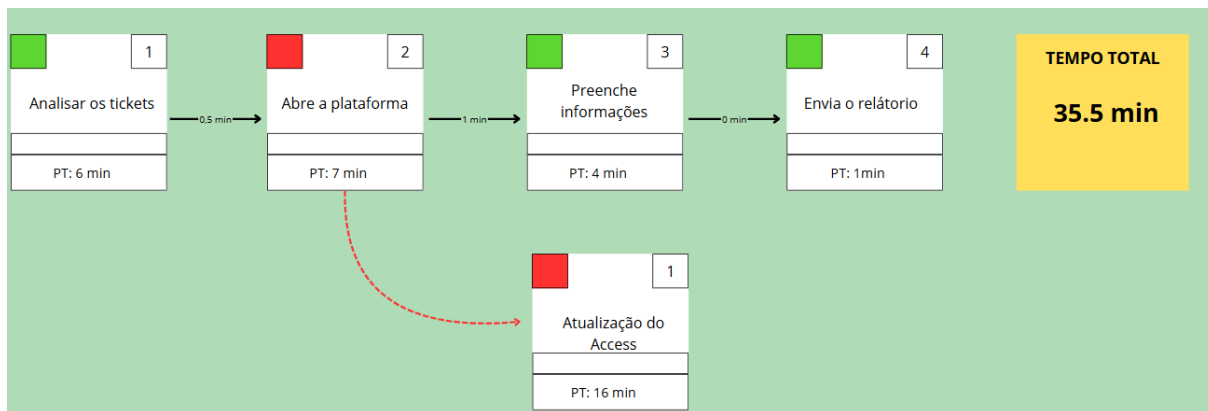 1
Analisar os tickets
PT: 6 min
0,5 min
2
Abre a plataforma
PT: 7 min
1 min
3
Preenche
informações
PT: 4 min
0 min
4
Envia o relátorio
PT: 1min
TEMPO TOTAL
35.5 min
1
Atualização do
Access
PT: 16 min